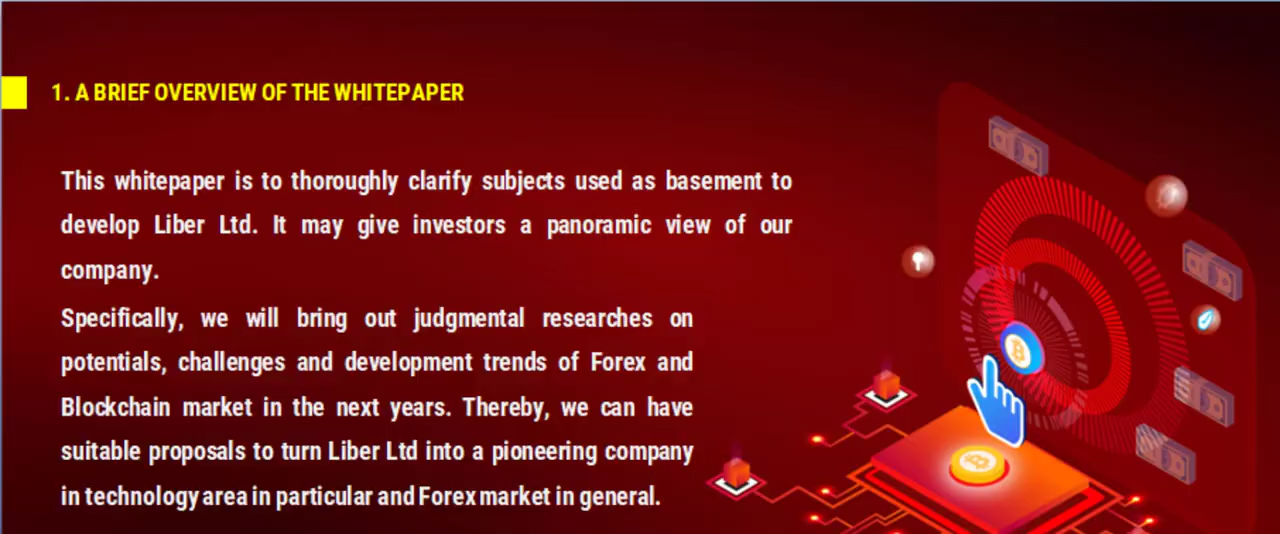 1. A BRIEF OVERVIEW OF THE WHITEPAPER
This whitepaper is to thoroughly clarify subjects used as basement to
develop Liber Ltd. It may give investors a panoramic view of our
company.
Specifically, we will bring out judgmental researches on
potentials, challenges and development trends of Forex and
Blockchain market in the next years. Thereby, we can have
suitable proposals to turn Liber Ltd into a pioneering company
in technology area in particular and Forex market in general.